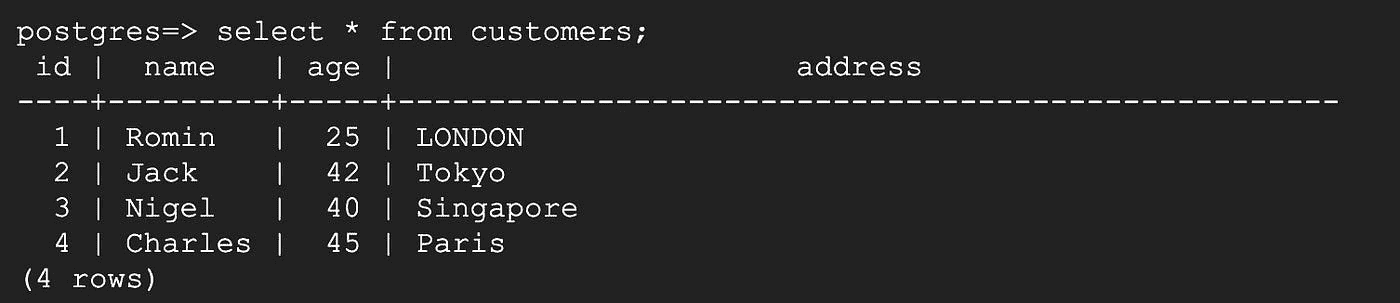 postgres=> select * from customers;
 id |  name   | age |                      address
----+---------+-----+----------------------------------------------------
  1 | Romin   |  25 | LONDON
  2 | Jack    |  42 | Tokyo
  3 | Nigel   |  40 | Singapore
  4 | Charles |  45 | Paris
(4 rows)